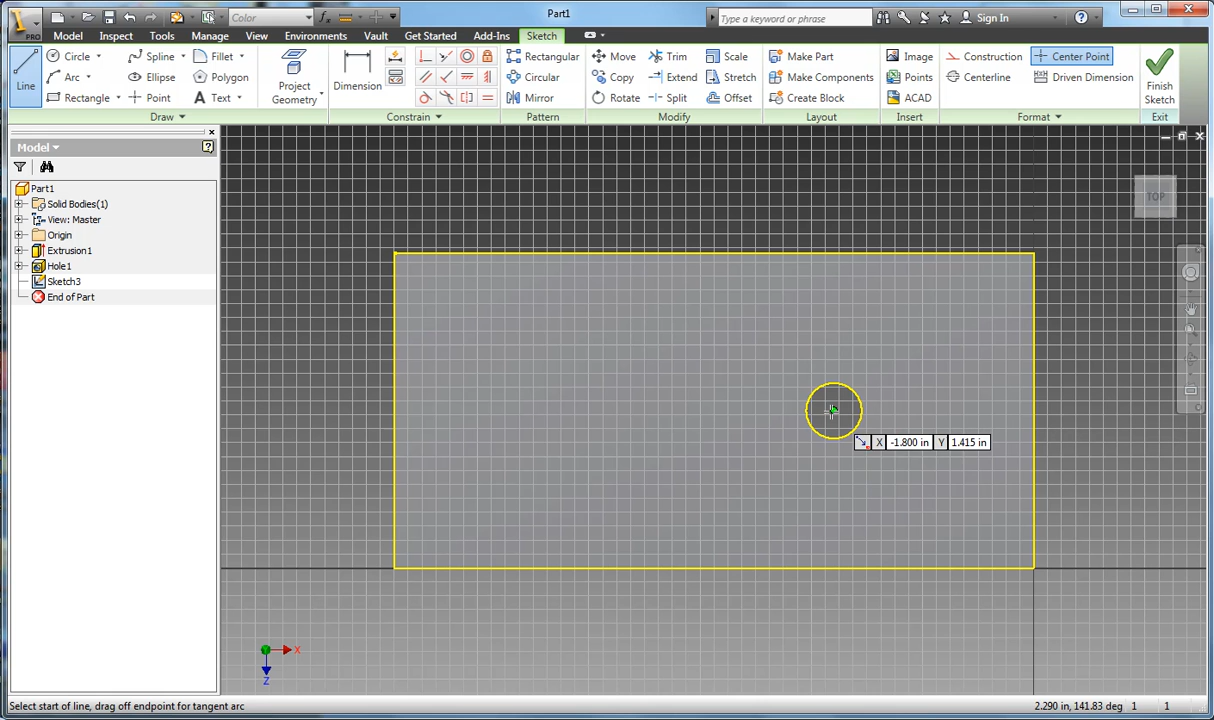 PRO
Color
Part1
Type a keyword or phrase
Sign In
Model Inspect Tools Manage View Environments Vault Get Started Add-Ins Sketch
Line
Circle
Arc
Rectangle
Spline
Ellipse
Point
Fillet
Polygon
Text
Project
Geometry
Draw
Dimension
Constrain
Rectangular
Circular
Mirror
Pattern
Move
Copy
Rotate
Trim
Extend
Split
Scale
Stretch
Offset
Modify
Make Part
Make Components
Create Block
Layout
Image
Points
ACAD
Insert
Construction
Centerline
Center Point
Driven Dimension
Format
Finish
Sketch
Exit
Model
Part1
Solid Bodies(1)
View: Master
Origin
Extrusion1
Hole1
Sketch3
End of Part
TOP
X -1.800 in Y 1.415 in
X
Z
Select start of line, drag off endpoint for tangent arc
2.290 in, 141.83 deg 1 1